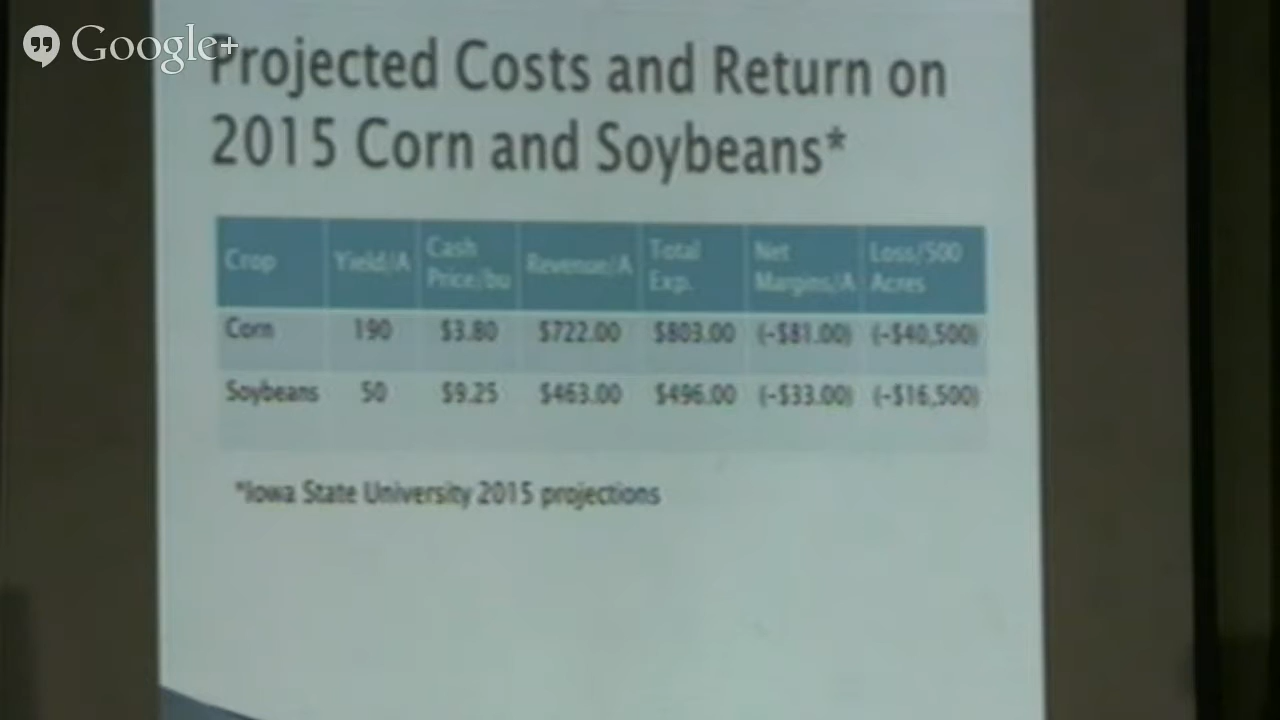 Google+
Projected Costs and Return on
2015 Corn and Soybeans*
Crop Yield/A Cash Price/bu Revenue/A Total Exp. Net Margins/A Loss/500 Acres
Corn 190 $3.80 $722.00 $803.00 (-$81.00) (-$40,500)
Soybeans 50 $9.25 $463.00 $496.00 (-$33.00) (-$16,500)
*Iowa State University 2015 projections